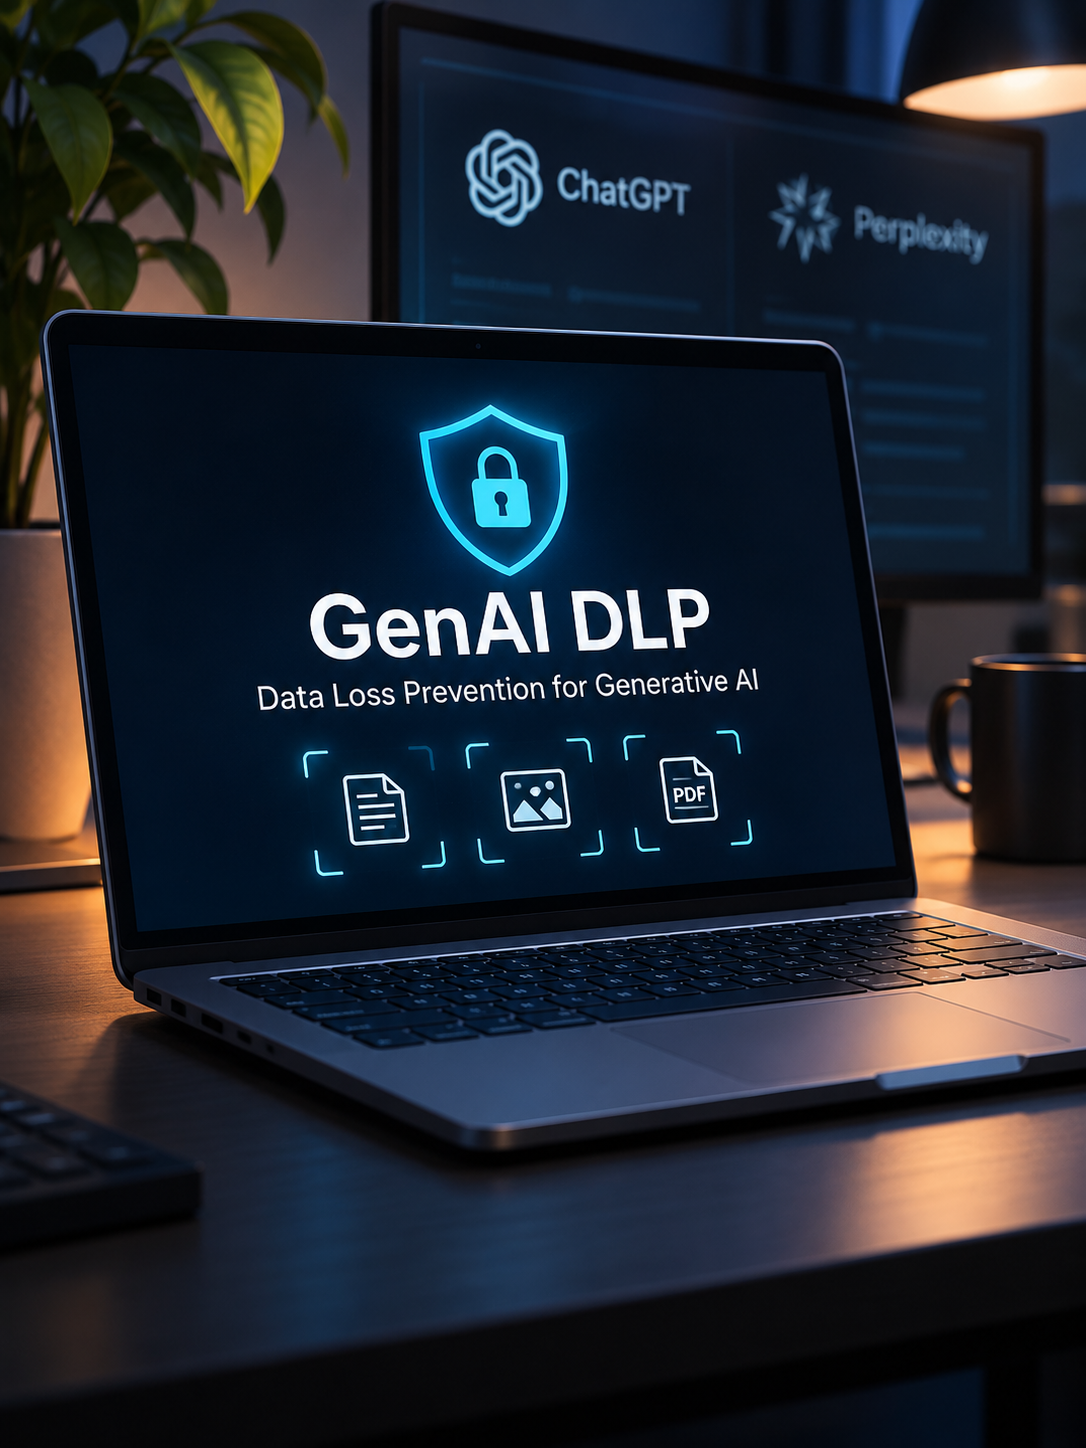 ChatGPT
Perplexity
GenAI DLP
Data Loss Prevention for Generative AI
PDF